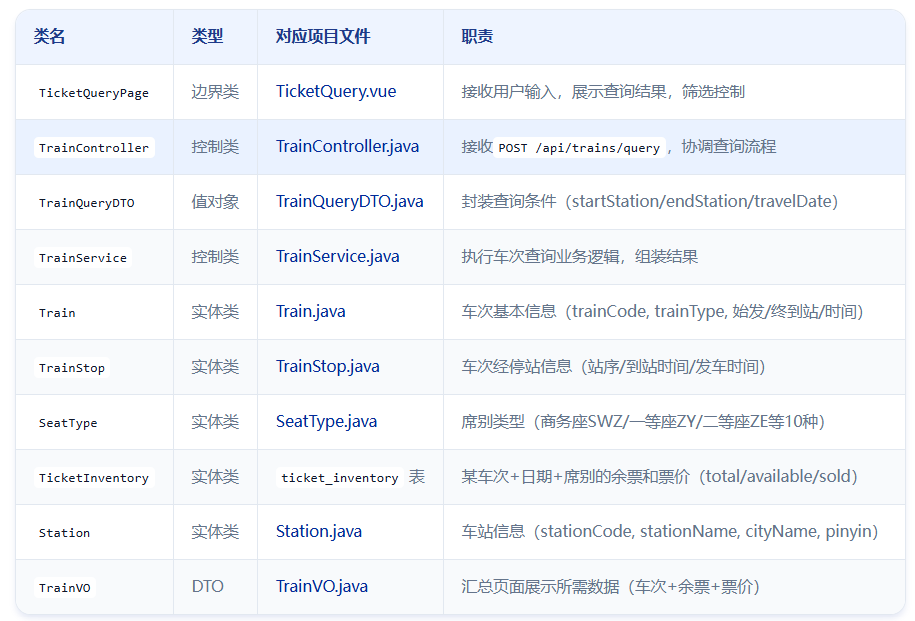 类名 类型 对应项目文件 职责
TicketQueryPage 边界类 TicketQuery.vue 接收用户输入，展示查询结果，筛选控制
TrainController 控制类 TrainController.java 接收 POST /api/trains/query ，协调查询流程
TrainQueryDTO 值对象 TrainQueryDTO.java 封装查询条件（startStation/endStation/travelDate）
TrainService 控制类 TrainService.java 执行车次查询业务逻辑，组装结果
Train 实体类 Train.java 车次基本信息（trainCode, trainType, 始发/终到站/时间）
TrainStop 实体类 TrainStop.java 车次经停站信息（站序/到站时间/发车时间）
SeatType 实体类 SeatType.java 席别类型（商务座SWZ/一等座ZY/二等座ZE等10种）
TicketInventory 实体类 ticket_inventory 表 某车次+日期+席别的余票和票价（total/available/sold）
Station 实体类 Station.java 车站信息（stationCode, stationName, cityName, pinyin）
TrainVO DTO TrainVO.java 汇总页面展示所需数据（车次+余票+票价）